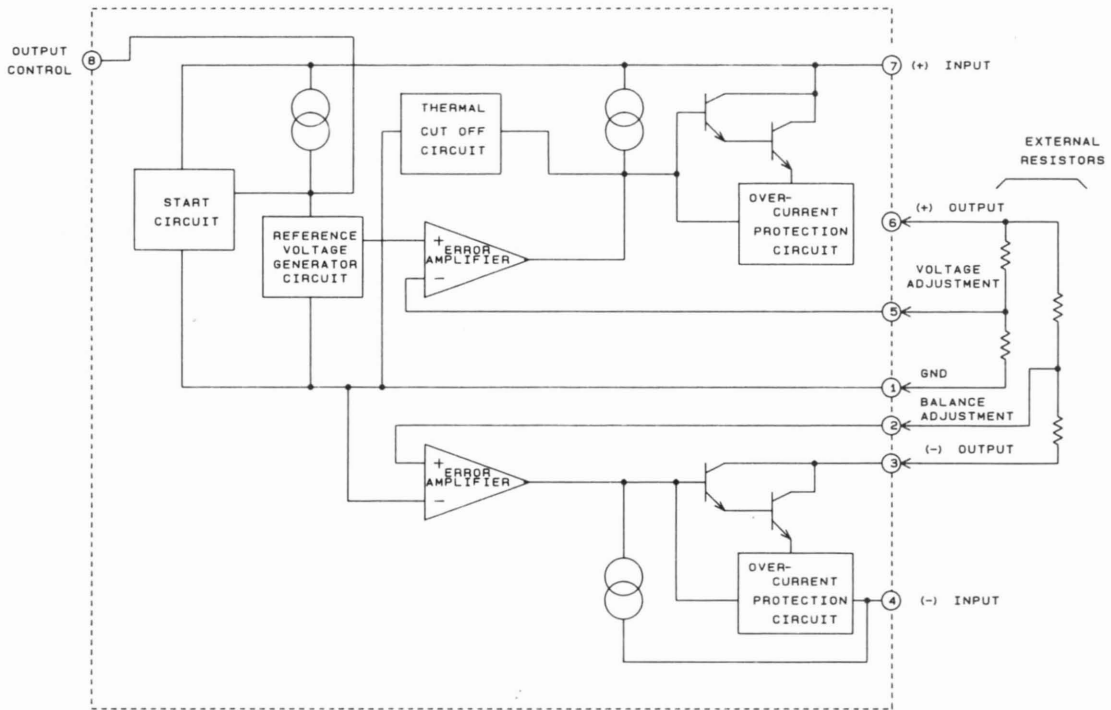 OUTPUT
CONTROL
8
7
(+) INPUT
THERMAL
CUT OFF
CIRCUIT
EXTERNAL
RESISTORS
START
CIRCUIT
OVER-
CURRENT
PROTECTION
CIRCUIT
6
(+) OUTPUT
REFERENCE
VOLTAGE
GENERATOR
CIRCUIT
+
ERROR
AMPLIFIER
−
VOLTAGE
ADJUSTMENT
5
1
GND
BALANCE
ADJUSTMENT
2
+
ERROR
AMPLIFIER
−
3
(−) OUTPUT
OVER-
CURRENT
PROTECTION
CIRCUIT
4
(−) INPUT